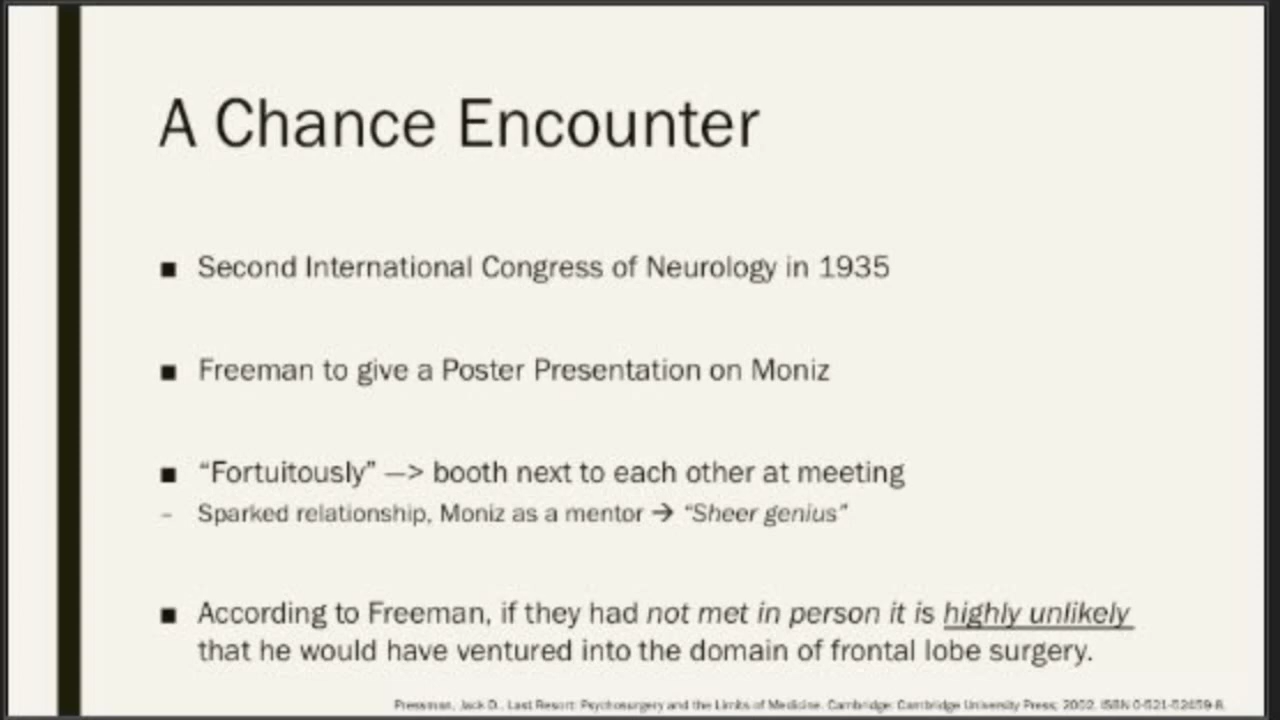 A Chance Encounter
■ Second International Congress of Neurology in 1935
■ Freeman to give a Poster Presentation on Moniz
■ “Fortuitously” —> booth next to each other at meeting
– Sparked relationship, Moniz as a mentor → “Sheer genius”
■ According to Freeman, if they had not met in person it is highly unlikely
that he would have ventured into the domain of frontal lobe surgery.
Pressman, Jack D.. Last Resort: Psychosurgery and the Limits of Medicine. Cambridge: Cambridge University Press; 2002. ISBN